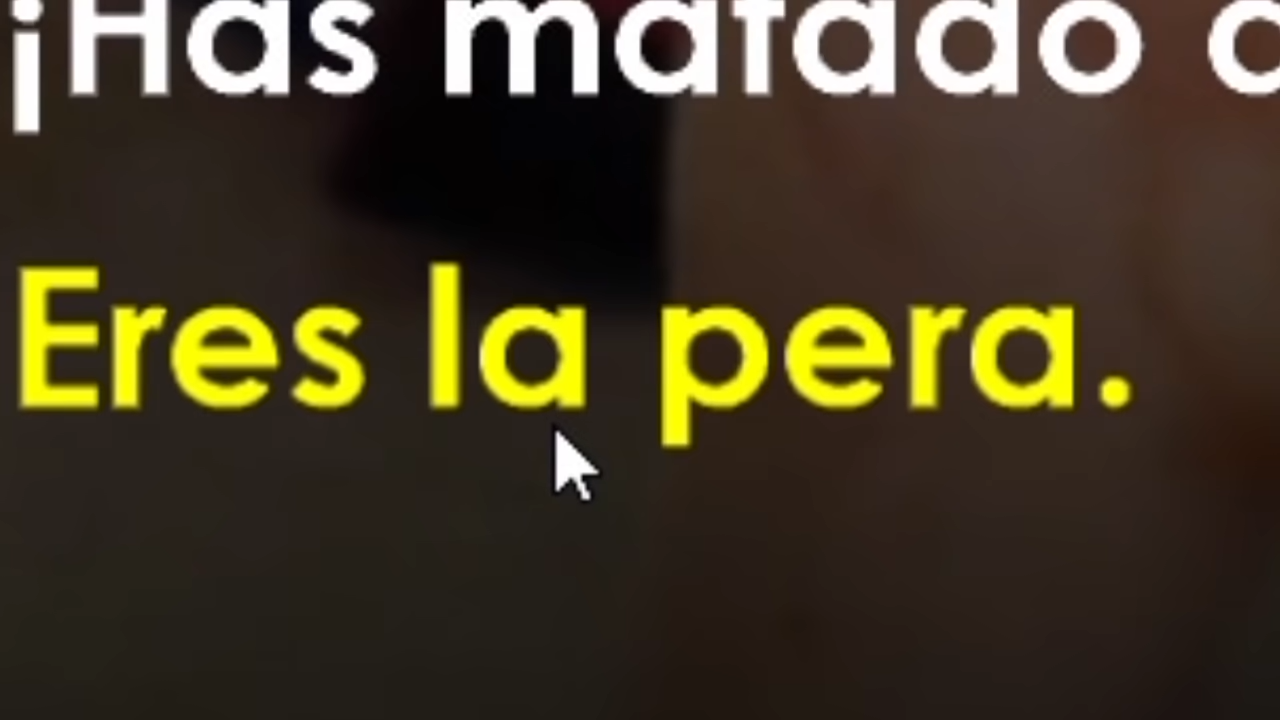 ¡Has matado a
Eres la pera.